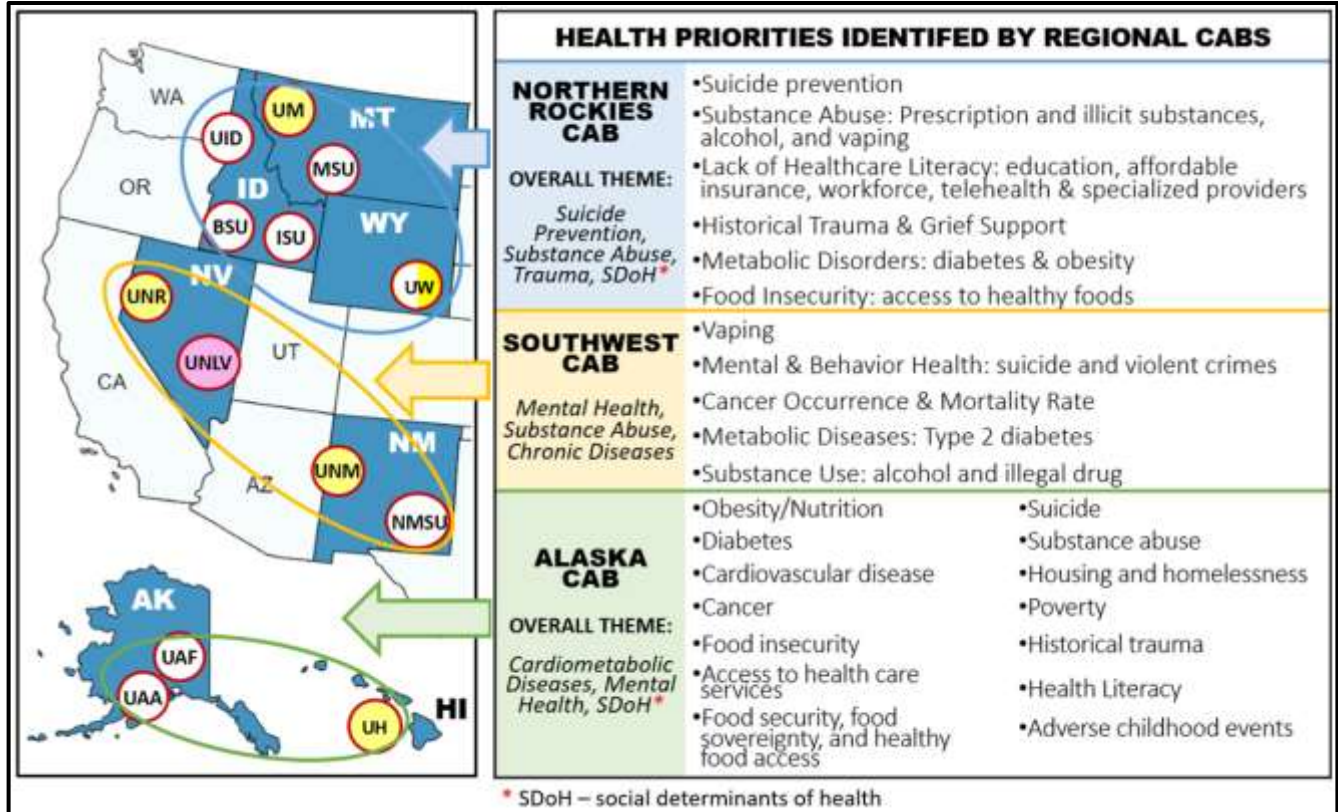 WA
UM
MT
UID
MSU
OR
ID
BSU
ISU
WY
NV
UW
UNR
UT
UNLV
CA
NM
UNM
AZ
NMSU
AK
UAF
UAA
HI
UH
HEALTH PRIORITIES IDENTIFED BY REGIONAL CABS
NORTHERN
ROCKIES
CAB
OVERALL THEME:
Suicide
Prevention,
Substance Abuse,
Trauma, SDoH*
•Suicide prevention
•Substance Abuse: Prescription and illicit substances,
alcohol, and vaping
•Lack of Healthcare Literacy: education, affordable
insurance, workforce, telehealth & specialized providers
•Historical Trauma & Grief Support
•Metabolic Disorders: diabetes & obesity
•Food Insecurity: access to healthy foods
SOUTHWEST
CAB
Mental Health,
Substance Abuse,
Chronic Diseases
•Vaping
•Mental & Behavior Health: suicide and violent crimes
•Cancer Occurrence & Mortality Rate
•Metabolic Diseases: Type 2 diabetes
•Substance Use: alcohol and illegal drug
ALASKA
CAB
OVERALL THEME:
Cardiometabolic
Diseases, Mental
Health, SDoH*
•Obesity/Nutrition
•Diabetes
•Cardiovascular disease
•Cancer
•Food insecurity
•Access to health care
services
•Food security, food
sovereignty, and healthy
food access
•Suicide
•Substance abuse
•Housing and homelessness
•Poverty
•Historical trauma
•Health Literacy
•Adverse childhood events
* SDoH – social determinants of health